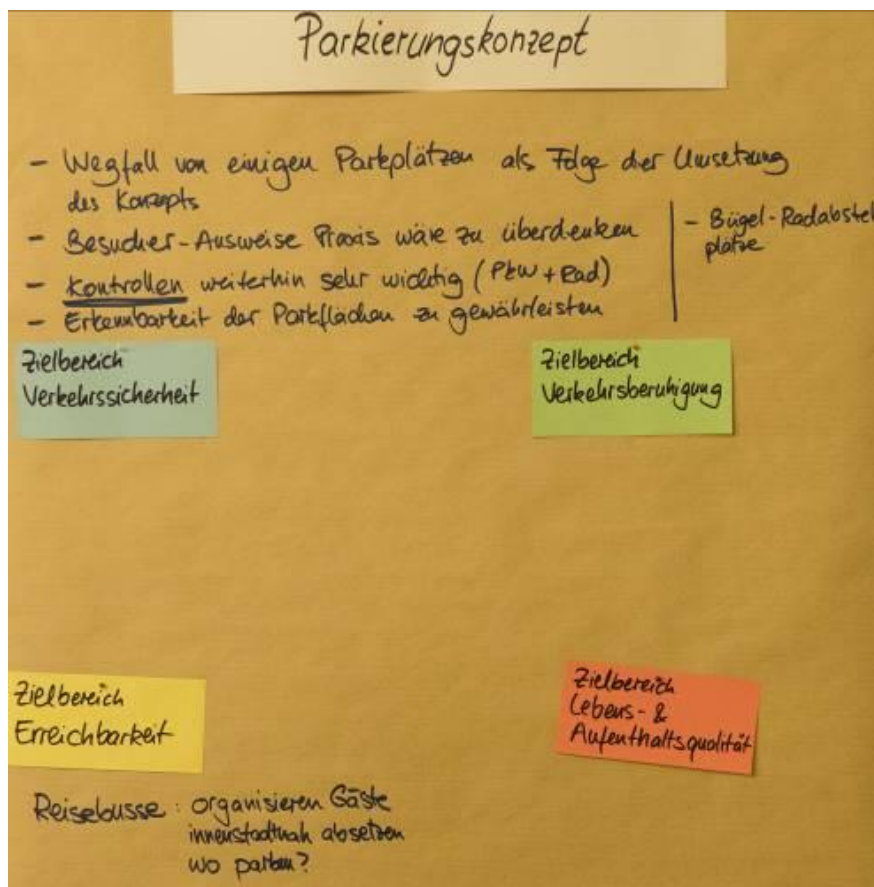 Parkierungskonzept
- Wegfall von einigen Parkplätzen als Folge der Umsetzung
des Konzepts
- Besucher-Ausweise Praxis wäre zu überdenken
- Kontrollen weiterhin sehr wichtig (PKW + Rad)
- Erkennbarkeit der Parkflächen zu gewährleisten
- Bügel-Radabstel
plätze
Zielbereich
Verkehrssicherheit
Zielbereich
Verkehrsberuhigung
Zielbereich
Erreichbarkeit
Zielbereich
Lebens- &
Aufenthaltsqualität
Reisebusse: organisieren Gäste
innenstadtnah absetzen
wo parken?